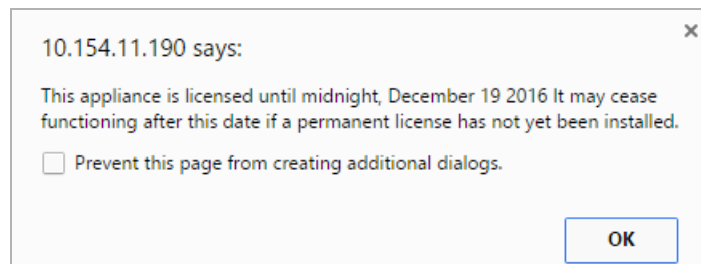 10.154.11.190 says:
This appliance is licensed until midnight, December 19 2016 It may cease
functioning after this date if a permanent license has not yet been installed.
Prevent this page from creating additional dialogs.
OK